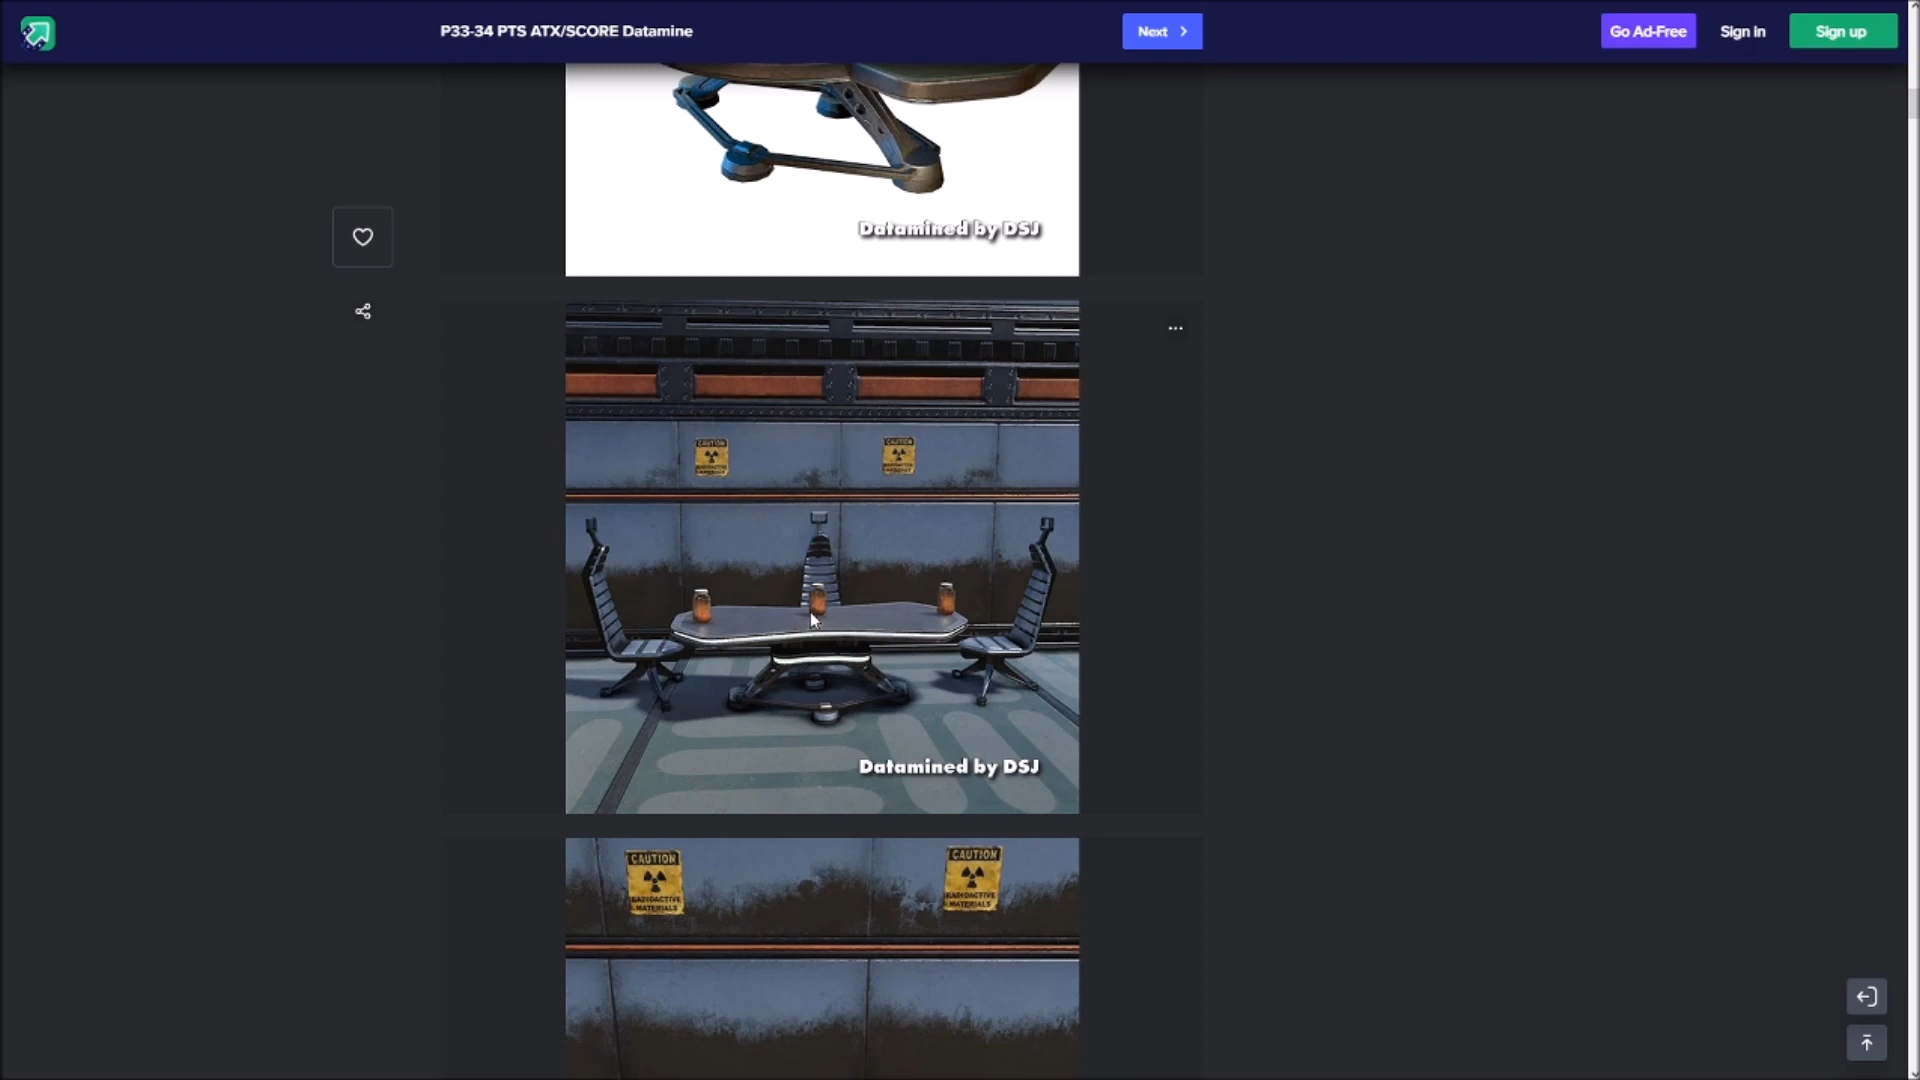 P33-34 PTS ATX/SCORE Datamine
Next
Go Ad-Free
Sign In
Sign up
Datamined by DSJ
CAUTION
CAUTION
Datamined by DSJ
CAUTION
RADIOACTIVE
MATERIALS
CAUTION
RADIOACTIVE
MATERIALS